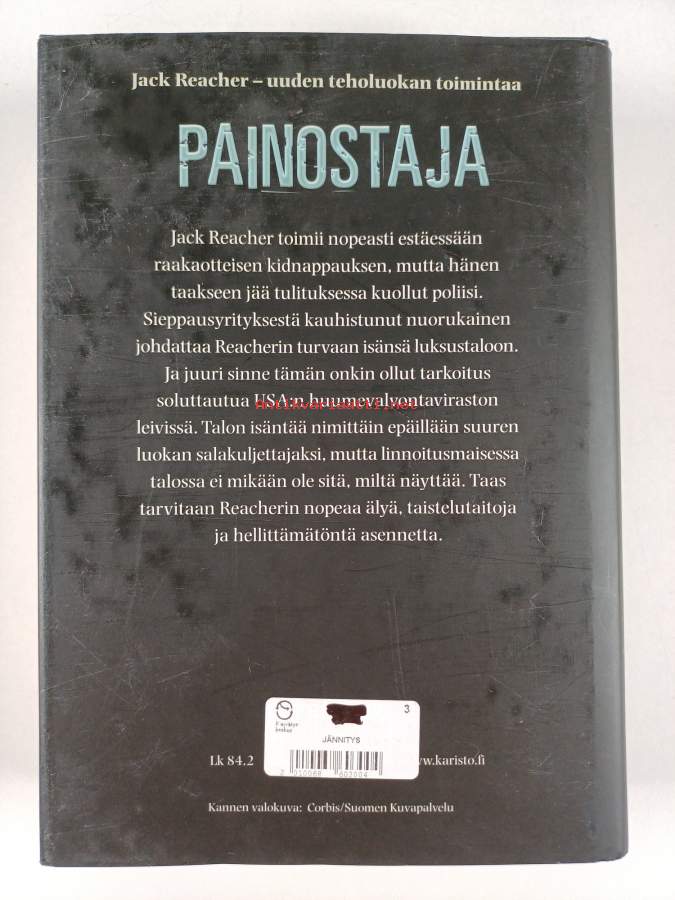 Jack Reacher – uuden teholuokan toimintaa
PAINOSTAJA
Jack Reacher toimii nopeasti estäessään
raakaotteisen kidnappauksen, mutta hänen
taakseen jää tulituksessa kuollut poliisi.
Sieppausyrityksestä kauhistunut nuorukainen
johdattaa Reacherin turvaan isänsä luksustaloon.
Ja juuri sinne tämän onkin ollut tarkoitus
soluttautua USA:n huumevalvontaviraston
Antikvariaatti.net
leivissä. Talon isäntää nimittäin epäillään suuren
luokan salakuljettajaksi, mutta linnoitusmaisessa
talossa ei mikään ole sitä, miltä näyttää. Taas
tarvitaan Reacherin nopeaa älyä, taistelutaitoja
ja hellittämätöntä asennetta.
3
JÄNNITYS
Lk 84.2
ww.karisto.fi
Kannen valokuva: Corbis/Suomen Kuvapalvelu